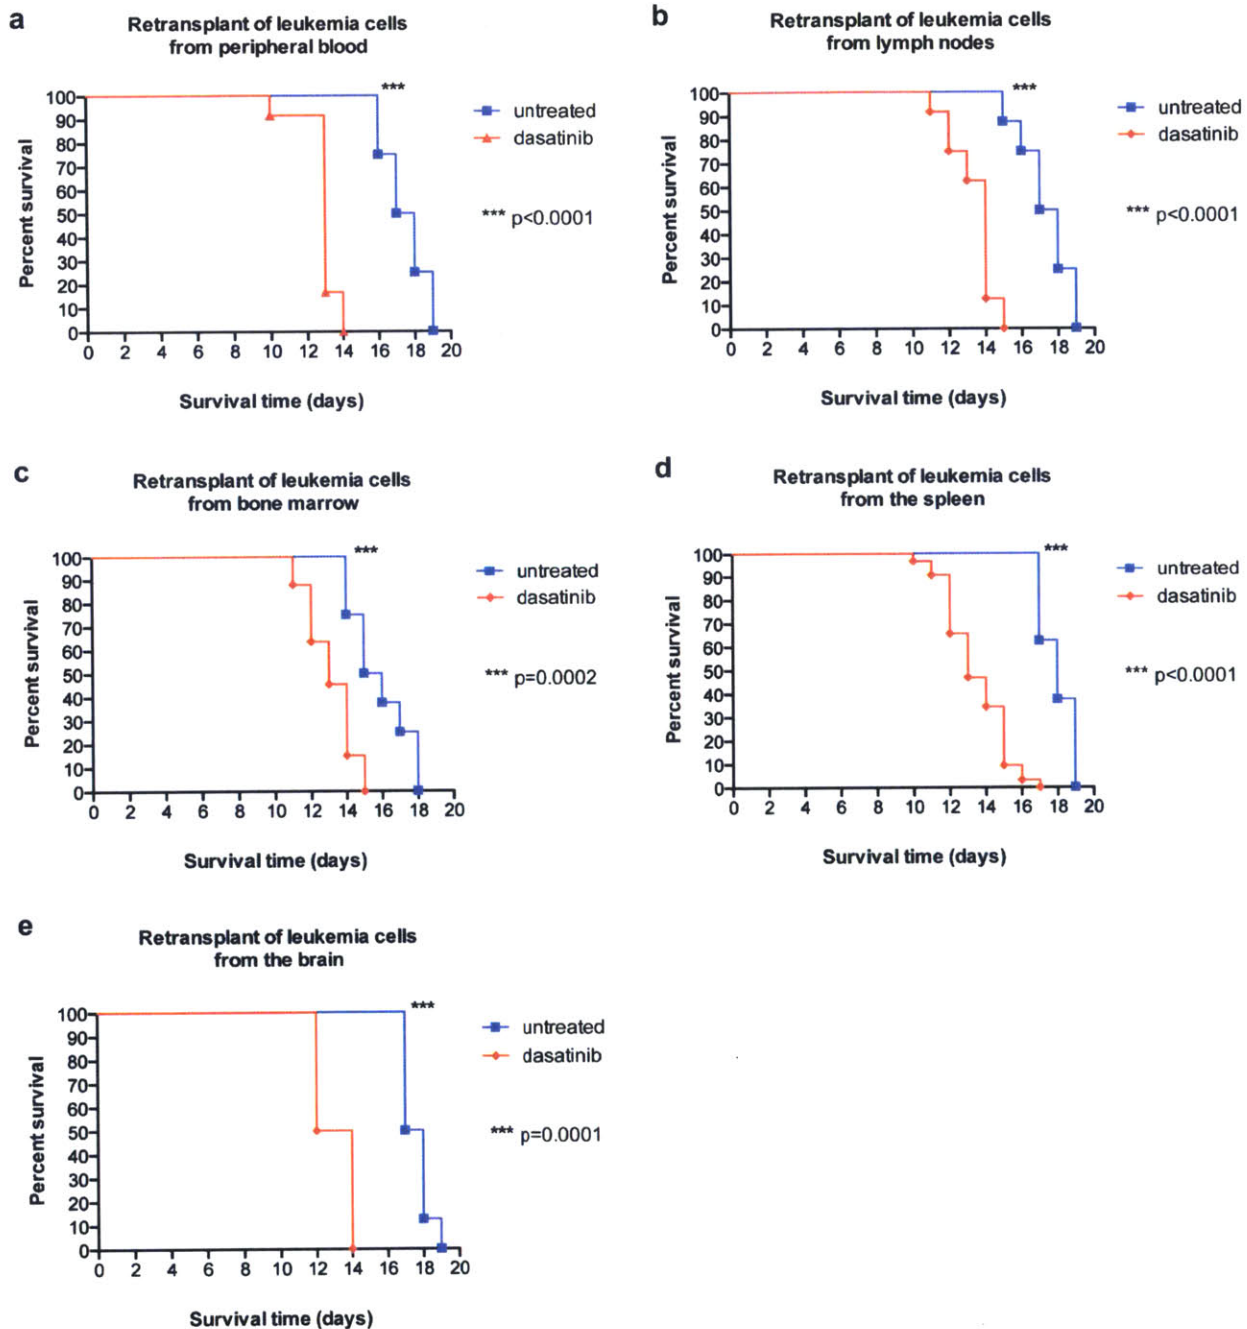 a
Retransplant of leukemia cells
from peripheral blood
***
100
90
80
70
60
50
40
30
20
10
0
0 2 4 6 8 10 12 14 16 18 20
Percent survival
Survival time (days)
untreated
dasatinib
*** p<0.0001
b
Retransplant of leukemia cells
from lymph nodes
***
100
90
80
70
60
50
40
30
20
10
0
0 2 4 6 8 10 12 14 16 18 20
Percent survival
Survival time (days)
untreated
dasatinib
*** p<0.0001
c
Retransplant of leukemia cells
from bone marrow
***
100
90
80
70
60
50
40
30
20
10
0
0 2 4 6 8 10 12 14 16 18 20
Percent survival
Survival time (days)
untreated
dasatinib
*** p=0.0002
d
Retransplant of leukemia cells
from the spleen
***
100
90
80
70
60
50
40
30
20
10
0
0 2 4 6 8 10 12 14 16 18 20
Percent survival
Survival time (days)
untreated
dasatinib
*** p<0.0001
e
Retransplant of leukemia cells
from the brain
***
100
90
80
70
60
50
40
30
20
10
0
0 2 4 6 8 10 12 14 16 18 20
Percent survival
Survival time (days)
untreated
dasatinib
*** p=0.0001